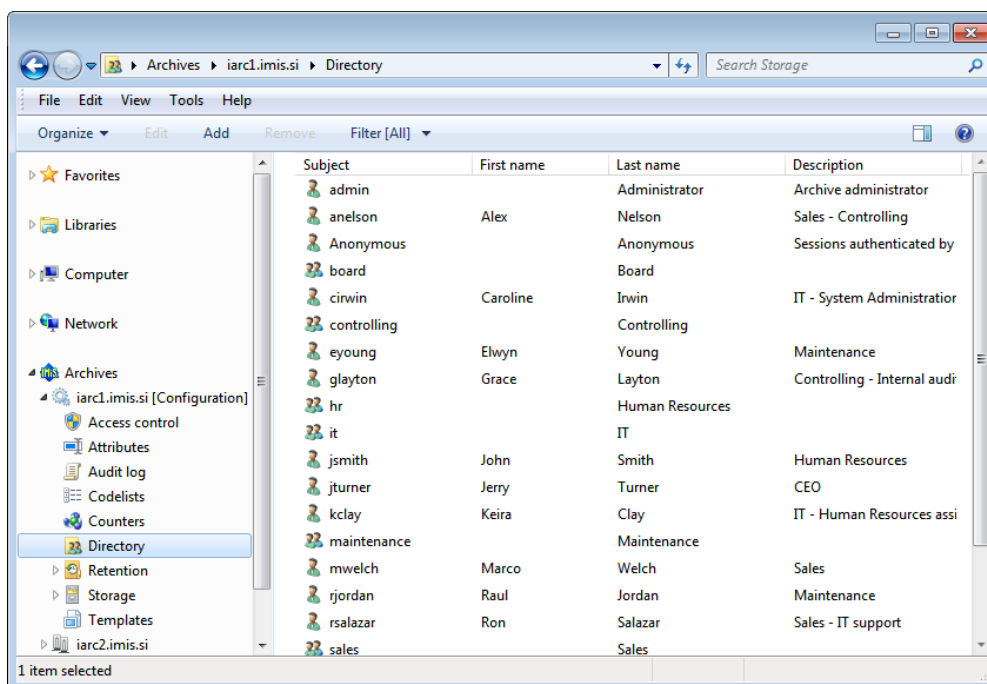 Archives iarc1.imis.si Directory Search Storage
File Edit View Tools Help
Organize Edit Add Remove Filter [All]
Favorites
Libraries
Computer
Network
Archives
iarc1.imis.si [Configuration]
Access control
Attributes
Audit log
Codelists
Counters
Directory
Retention
Storage
Templates
iarc2.imis.si
Subject First name Last name Description
admin Administrator Archive administrator
anelson Alex Nelson Sales - Controlling
Anonymous Anonymous Sessions authenticated by
board Board
cirwin Caroline Irwin IT - System Administration
controlling Controlling
eyoung Elwyn Young Maintenance
glayton Grace Layton Controlling - Internal audi
hr Human Resources
it IT
jsmith John Smith Human Resources
jturner Jerry Turner CEO
kclay Keira Clay IT - Human Resources assi
maintenance Maintenance
mwelch Marco Welch Sales
rjordan Raul Jordan Maintenance
rsalazar Ron Salazar Sales - IT support
sales Sales
1 item selected